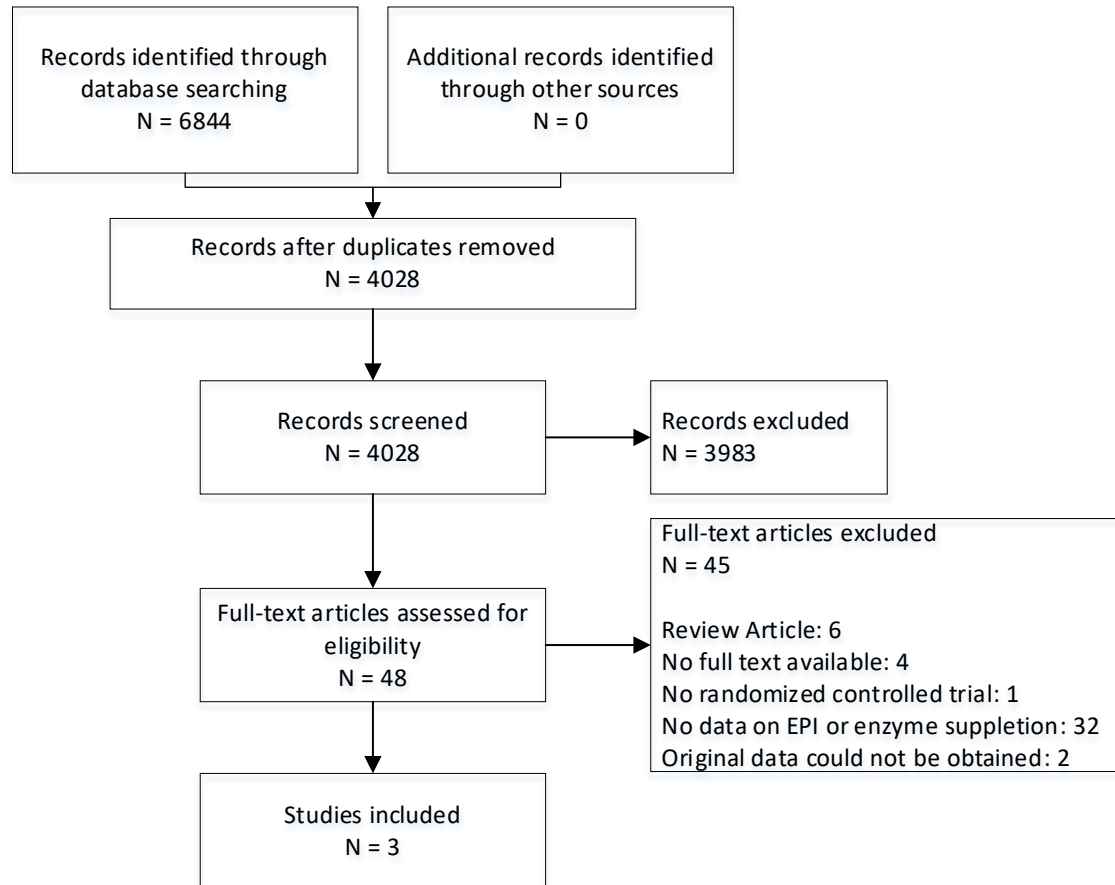 Records identified through
database searching
N = 6844
Additional records identified
through other sources
N = 0
Records after duplicates removed
N = 4028
Records screened
N = 4028
Records excluded
N = 3983
Full-text articles assessed for
eligibility
N = 48
Full-text articles excluded
N = 45
Review Article: 6
No full text available: 4
No randomized controlled trial: 1
No data on EPI or enzyme suppletion: 32
Original data could not be obtained: 2
Studies included
N = 3